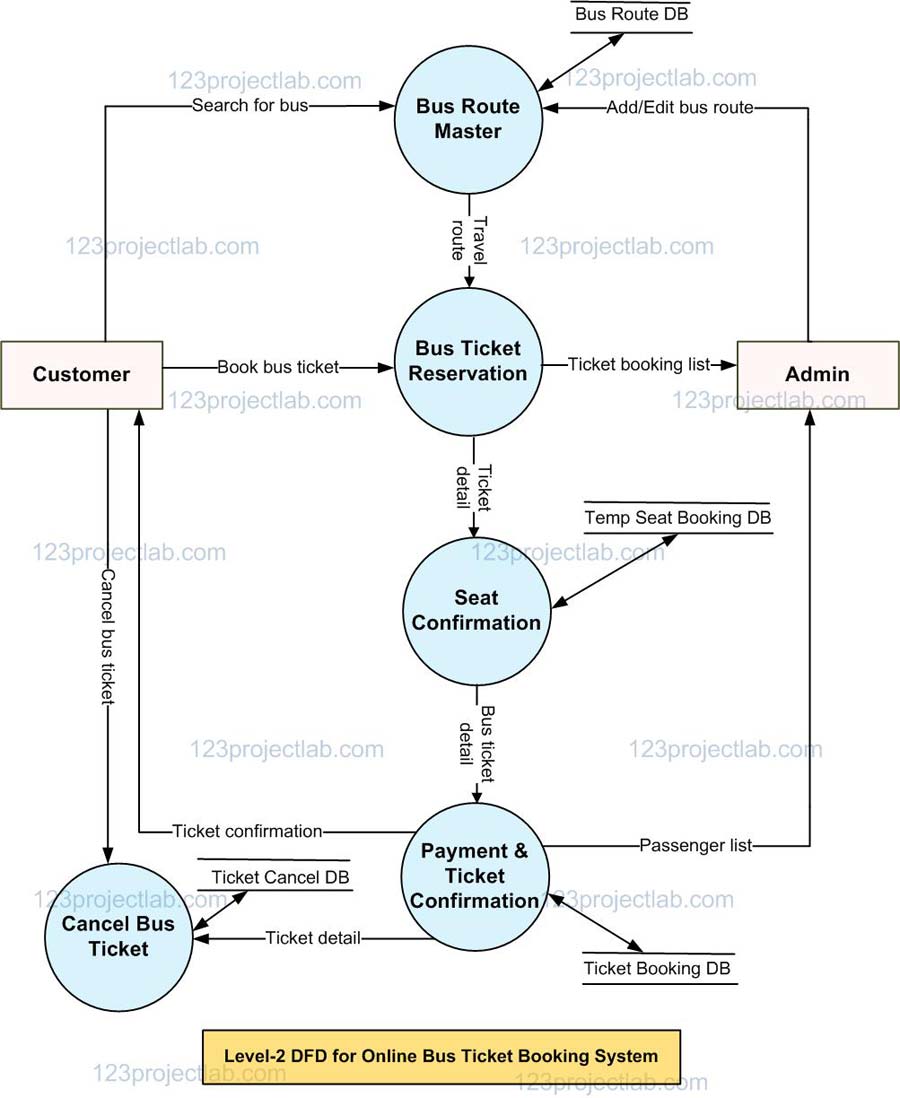 Bus Route DB
123projectlab.com
123projectlab.com
Search for bus
Bus Route
Master
Add/Edit bus route
Travel
route
123projectlab.com
123projectlab.com
Customer
Book bus ticket
Bus Ticket
Reservation
Ticket booking list
Admin
123projectlab.com
123projectlab.com
Ticket
detail
Temp Seat Booking DB
123projectlab.com
123projectlab.com
Cancel bus ticket
Seat
Confirmation
Bus ticket
detail
123projectlab.com
123projectlab.com
Ticket confirmation
Payment &
Ticket
Confirmation
Passenger list
Ticket Cancel DB
123projectlab.com
123projectlab.com
Cancel Bus
Ticket
Ticket detail
Ticket Booking DB
Level-2 DFD for Online Bus Ticket Booking System
123projectlab.com
123projectlab.com